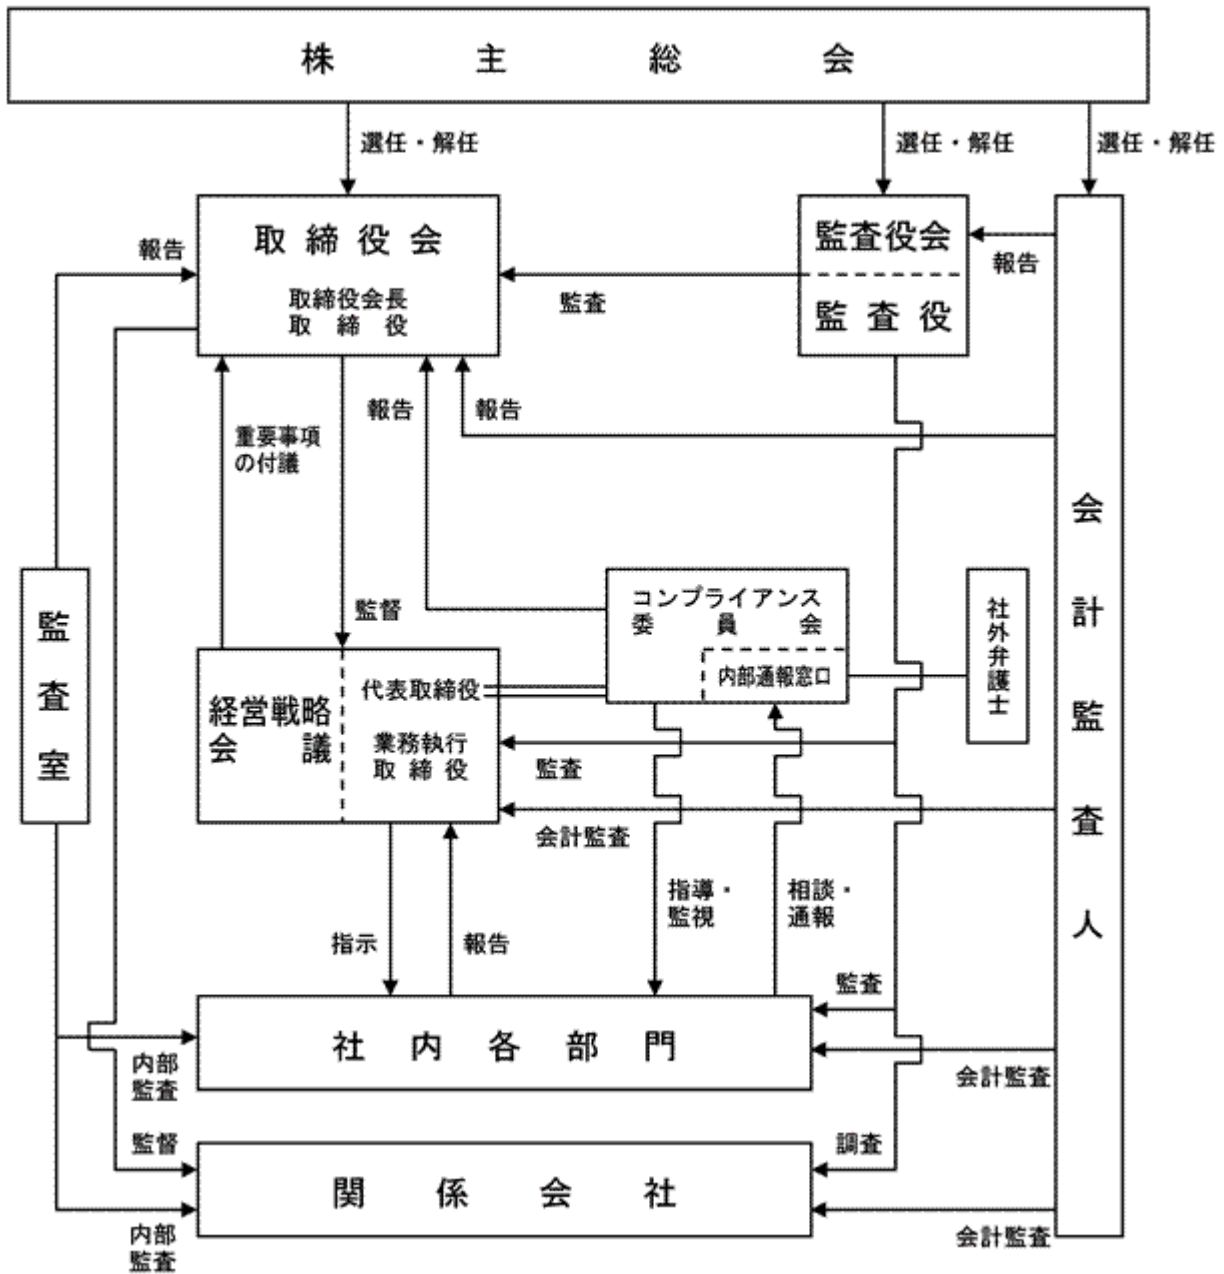 株主総会
選任・解任
選任・解任
選任・解任
取締役会
取締役会長
取締役
監査役会
監査役
報告
報告
監査
報告
報告
重要事項
の付議
会計監査人
監査室
監督
コンプライアンス
委員会
内部通報窓口
社外弁護士
経営戦略
会議
代表取締役
業務執行
取締役
監査
会計監査
指導・
監視
相談・
通報
指示
報告
監査
社内各部門
内部
監査
会計監査
監督
調査
関係会社
内部
監査
会計監査